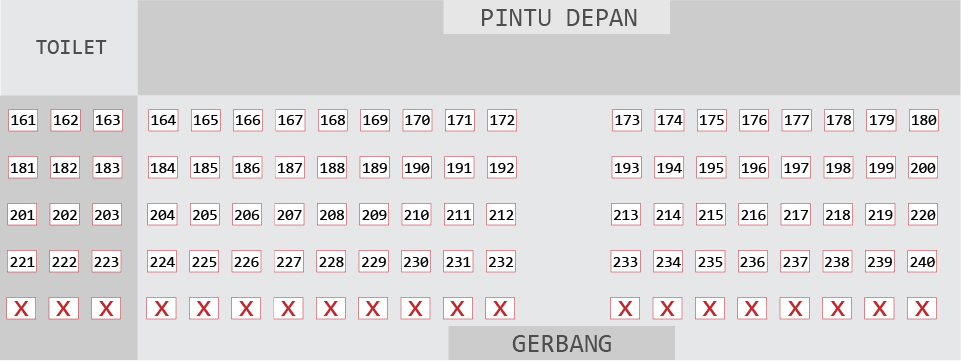 PINTU DEPAN
TOILET
161 162 163 164 165 166 167 168 169 170 171 172 173 174 175 176 177 178 179 180
181 182 183 184 185 186 187 188 189 190 191 192 193 194 195 196 197 198 199 200
201 202 203 204 205 206 207 208 209 210 211 212 213 214 215 216 217 218 219 220
221 222 223 224 225 226 227 228 229 230 231 232 233 234 235 236 237 238 239 240
X X X X X X X X X X X X X X X X X X X X
GERBANG